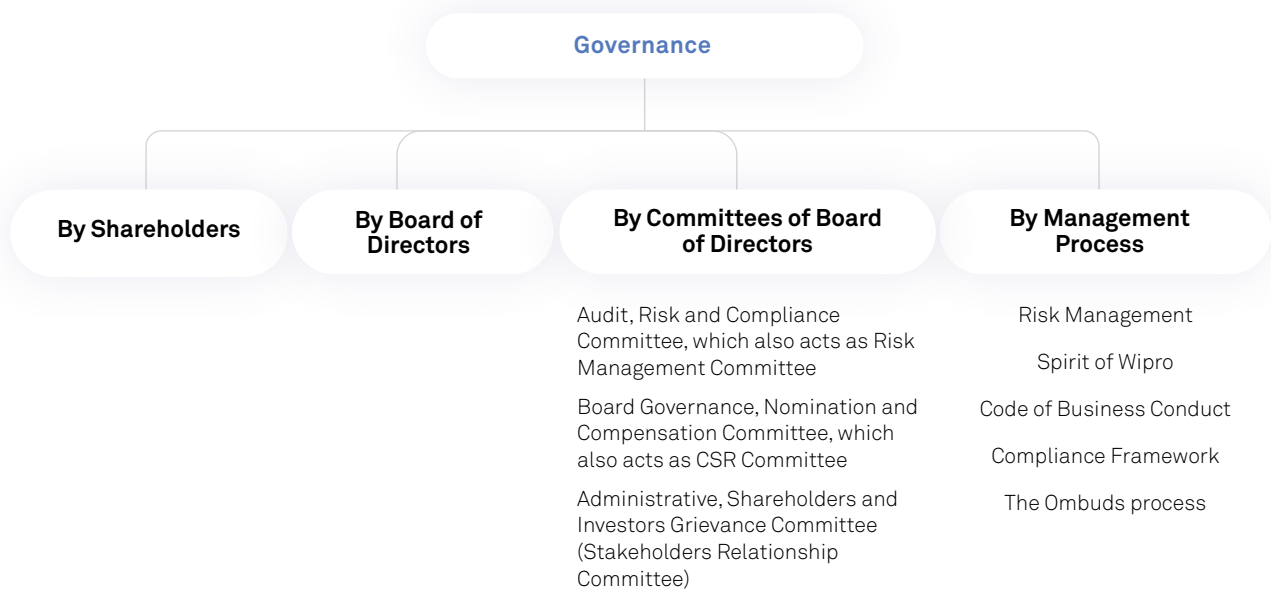 Governance
By Shareholders
By Board of
Directors
By Committees of Board
of Directors
Audit, Risk and Compliance
Committee, which also acts as Risk
Management Committee
Board Governance, Nomination and
Compensation Committee, which
also acts as CSR Committee
Administrative, Shareholders and
Investors Grievance Committee
(Stakeholders Relationship
Committee)
By Management
Process
Risk Management
Spirit of Wipro
Code of Business Conduct
Compliance Framework
The Ombuds process